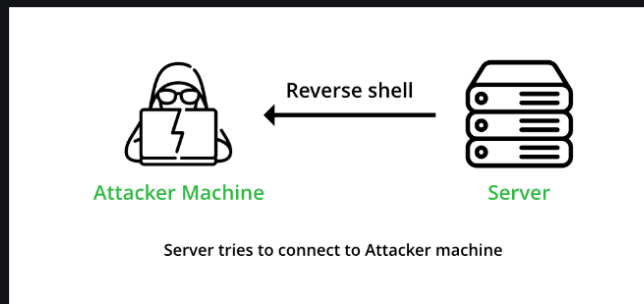 Reverse shell
Attacker Machine
Server
Server tries to connect to Attacker machine